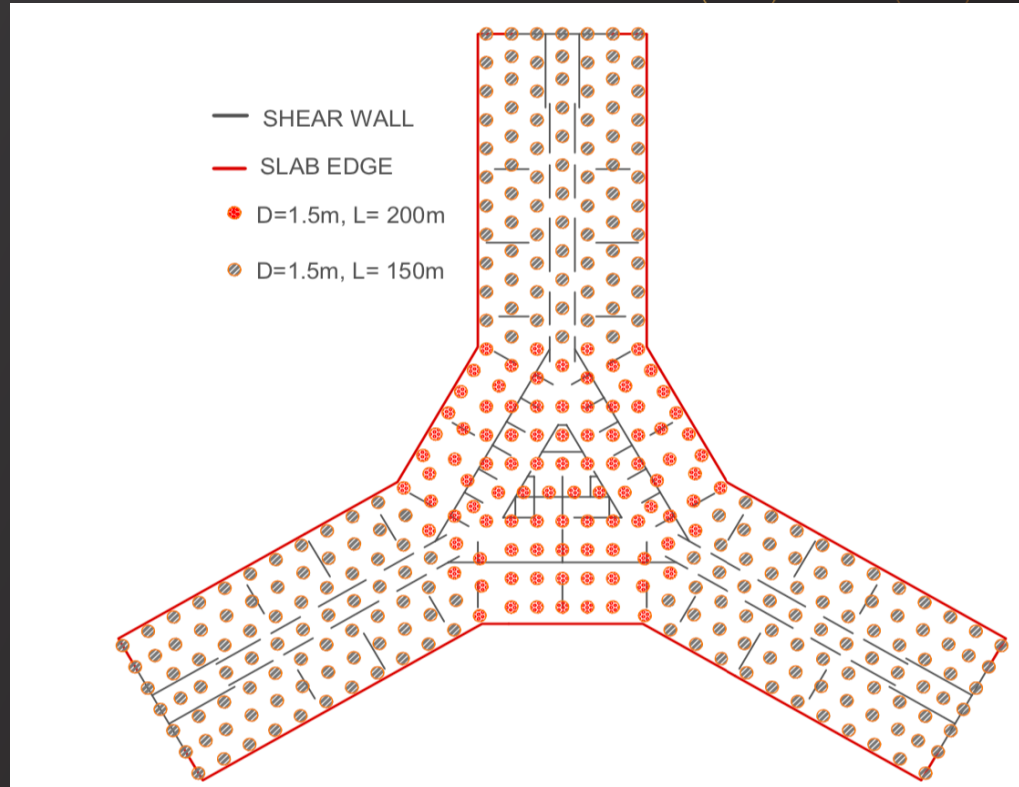 SHEAR WALL
SLAB EDGE
D=1.5m, L= 200m
D=1.5m, L= 150m